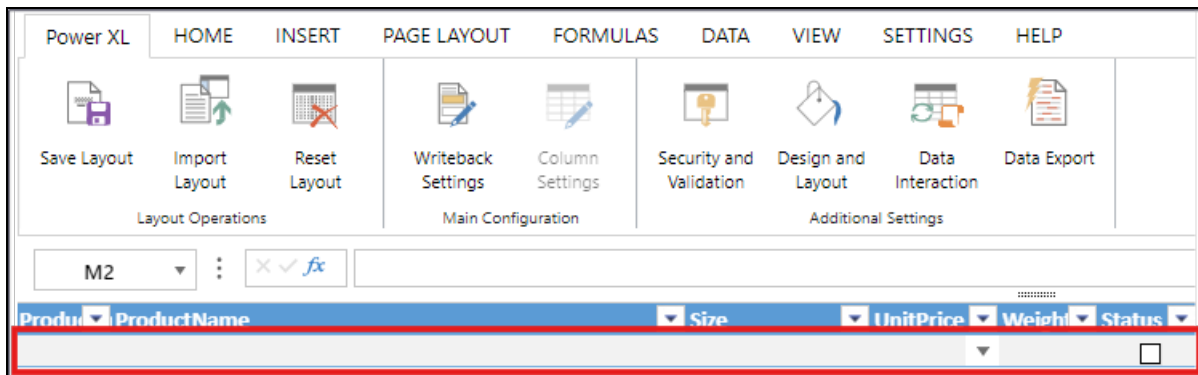 Power XL HOME INSERT PAGE LAYOUT FORMULAS DATA VIEW SETTINGS HELP
Save Layout Import Layout Reset Layout Writeback Settings Column Settings Security and Validation Design and Layout Data Interaction Data Export
Layout Operations Main Configuration Additional Settings
M2 fx
Produc ProductName Size UnitPrice Weight Status